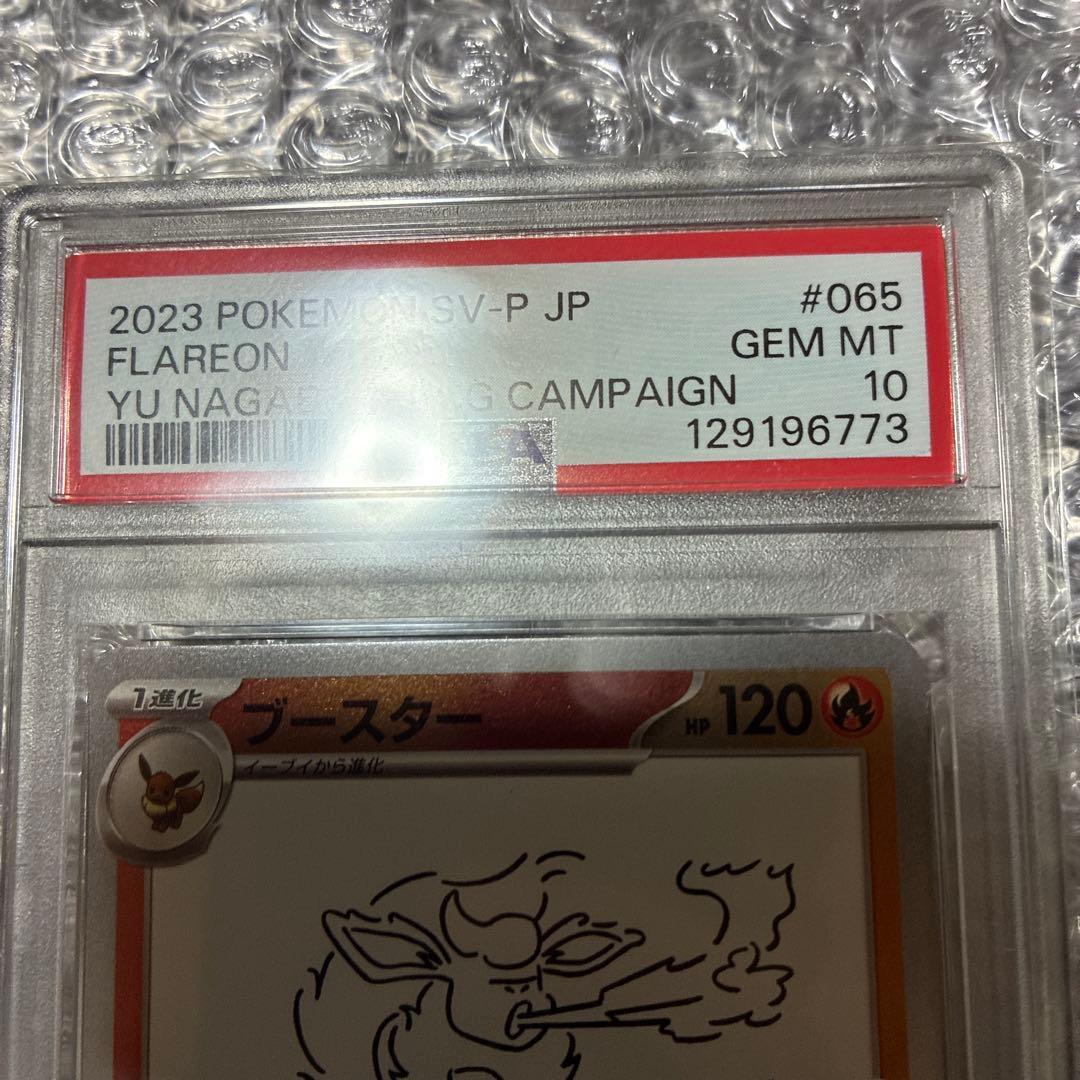 2023 POKEMON SV-P JP #065
FLAREON GEM MT
YU CAMPAIGN 10
129196773
1進化
ブースター HP 120
イーブイから進化